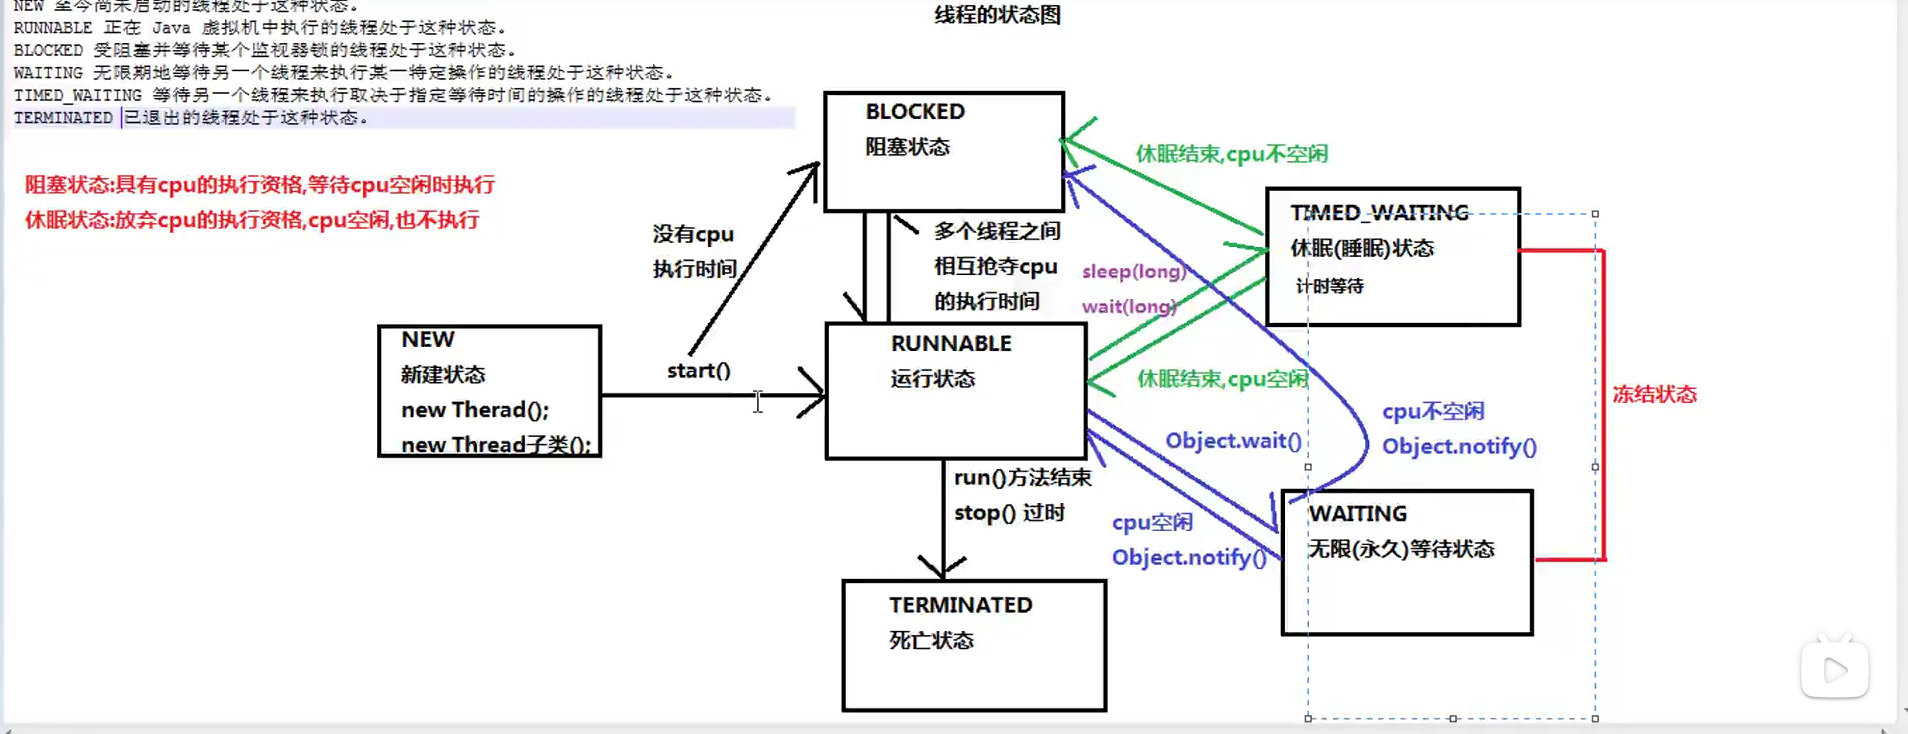 NEW 至今尚未启动的线程处于这种状态。
RUNNABLE 正在 Java 虚拟机中执行的线程处于这种状态。
BLOCKED 受阻塞并等待某个监视器锁的线程处于这种状态。
WAITING 无限期地等待另一个线程来执行某一特定操作的线程处于这种状态。
TIMED_WAITING 等待另一个线程来执行取决于指定等待时间的操作的线程处于这种状态。
TERMINATED 已退出的线程处于这种状态。
线程的状态图
阻塞状态:具有cpu的执行资格,等待cpu空闲时执行
休眠状态:放弃cpu的执行资格,cpu空闲,也不执行
BLOCKED
阻塞状态
休眠结束,cpu不空闲
TIMED_WAITING
休眠(睡眠)状态
计时等待
没有cpu
执行时间
多个线程之间
相互抢夺cpu
的执行时间
sleep(long)
wait(long)
NEW
新建状态
new Therad();
new Thread子类();
start()
RUNNABLE
运行状态
休眠结束,cpu空闲
冻结状态
cpu不空闲
Object.notify()
Object.wait()
run()方法结束
stop() 过时
cpu空闲
Object.notify()
WAITING
无限(永久)等待状态
TERMINATED
死亡状态